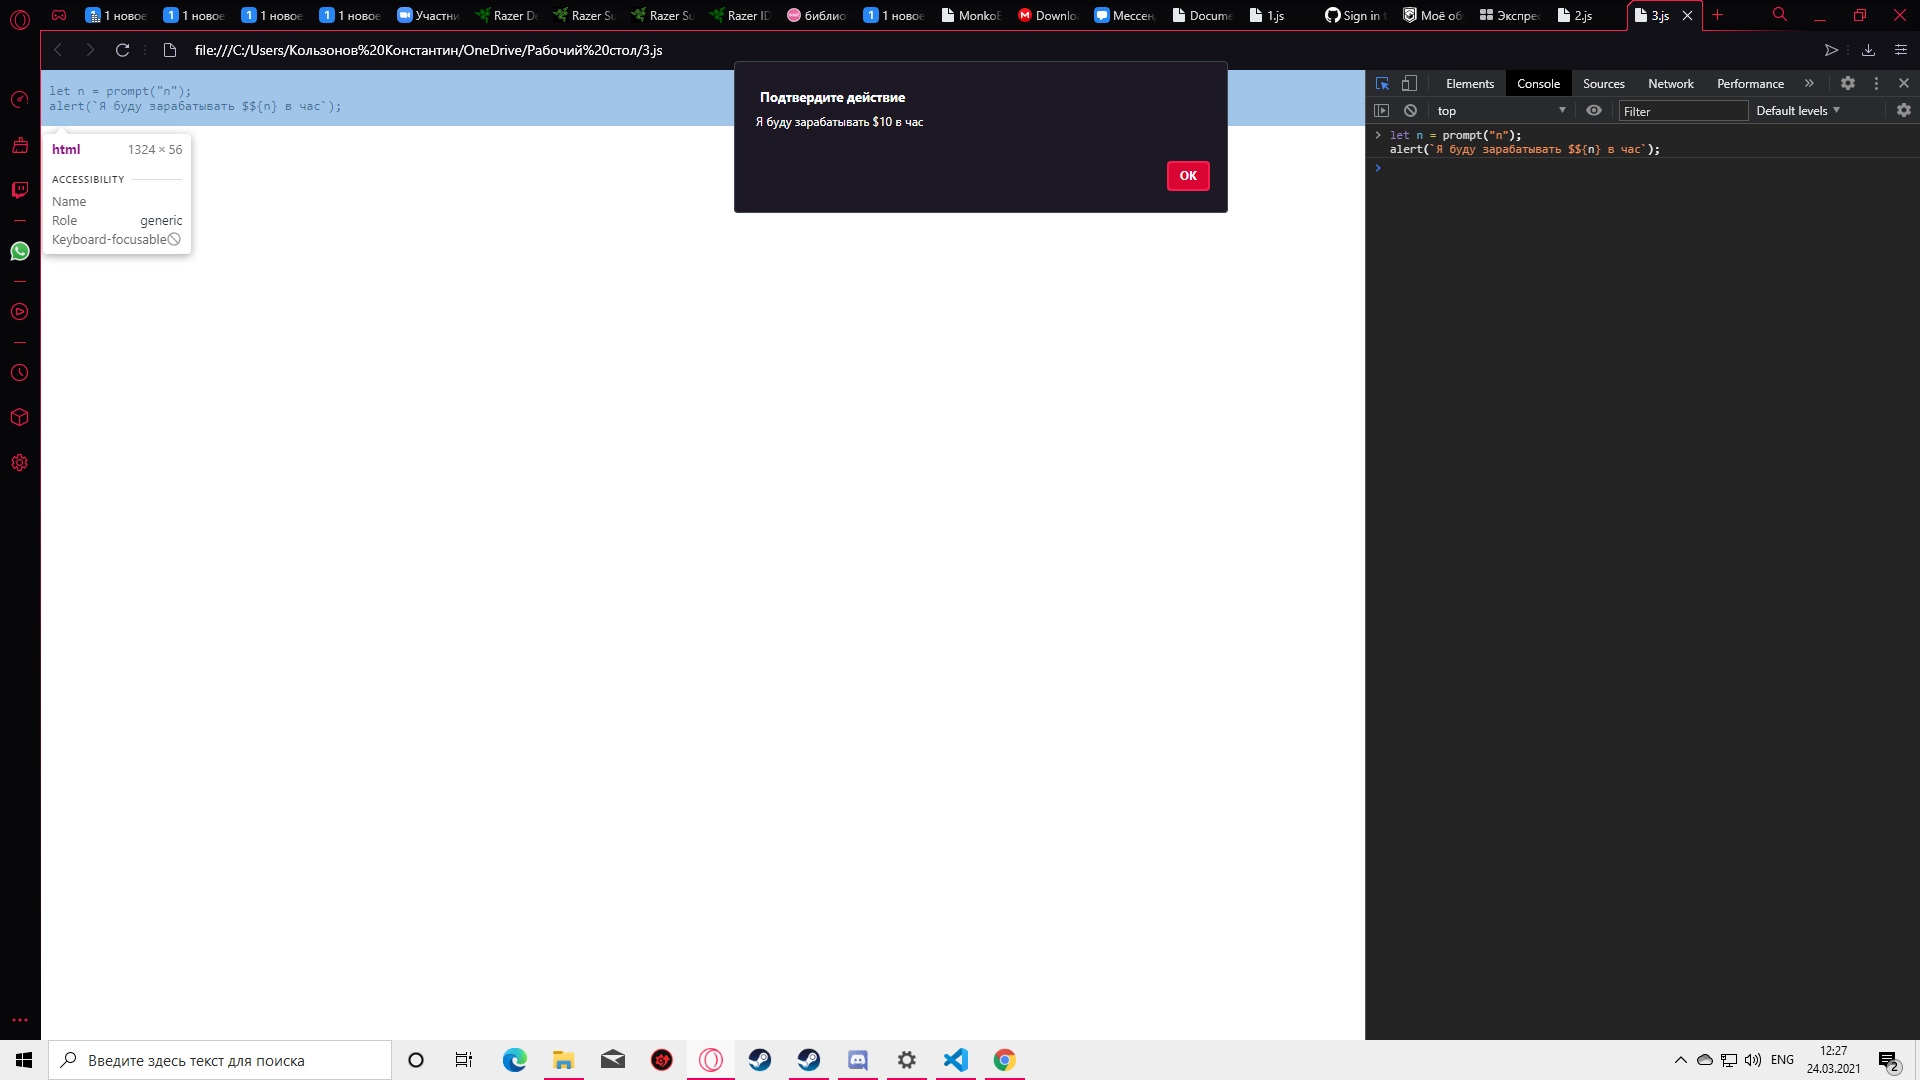 1 новое
1 новое
1 новое
1 новое
Участни
Razer De
Razer Su
Razer Su
Razer ID
библио
1 новое
MonkoE
Downlo
Мессен
Docume
1.js
Sign in t
Моё об
Экспре
2.js
3.js
file:///C:/Users/Кользонов%20Константин/OneDrive/Рабочий%20стол/3.js
let n = prompt("n");
alert(`Я буду зарабатывать $${n} в час`);
html 1324 × 56
ACCESSIBILITY
Name
Role generic
Keyboard-focusable
Подтвердите действие
Я буду зарабатывать $10 в час
OK
Elements Console Sources Network Performance
top Filter Default levels
let n = prompt("n");
alert(`Я буду зарабатывать $${n} в час`);
Введите здесь текст для поиска
ENG
12:27
24.03.2021
2